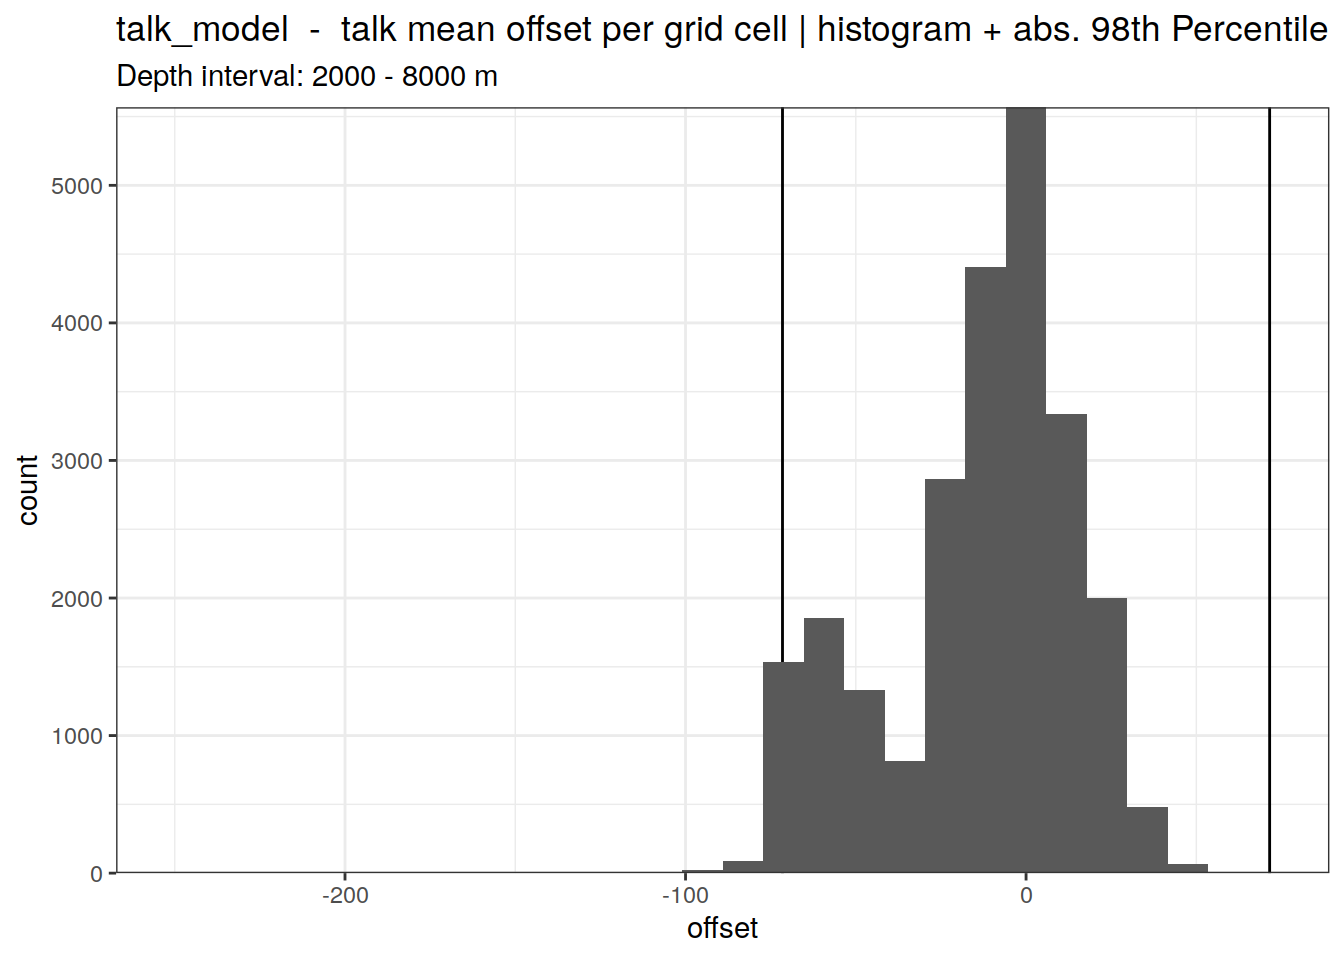 talk_model  -  talk mean offset per grid cell | histogram + abs. 98th Percentile
Depth interval: 2000 - 8000 m
5000
4000
3000
2000
1000
0
count
-200
-100
0
offset